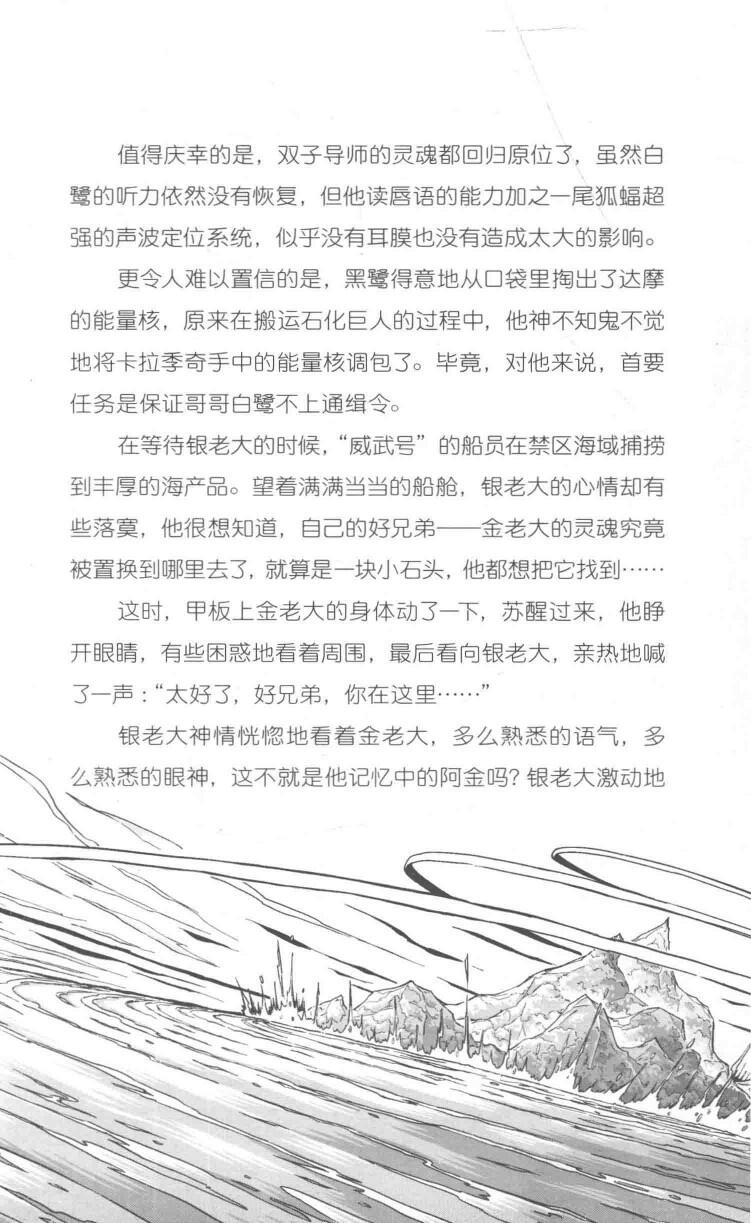 值得庆幸的是，双子导师的灵魂都回归原位了，虽然白
鹭的听力依然没有恢复，但他读唇语的能力加之一尾狐蝠超
强的声波定位系统，似乎没有耳膜也没有造成太大的影响。
更令人难以置信的是，黑鹭得意地从口袋里掏出了达摩
的能量核，原来在搬运石化巨人的过程中，他神不知鬼不觉
地将卡拉季奇手中的能量核调包了。毕竟，对他来说，首要
任务是保证哥哥白鹭不上通缉令。
在等待银老大的时候，“威武号”的船员在禁区海域捕捞
到丰厚的海产品。望着满满当当的船舱，银老大的心情却有
些落寞，他很想知道，自己的好兄弟——金老大的灵魂究竟
被置换到哪里去了，就算是一块小石头，他都想把它找到……
这时，甲板上金老大的身体动了一下，苏醒过来，他睁
开眼睛，有些困惑地看着周围，最后看向银老大，亲热地喊
了一声：“太好了，好兄弟，你在这里……”
银老大神情恍惚地看着金老大，多么熟悉的语气，多
么熟悉的眼神，这不就是他记忆中的阿金吗？银老大激动地